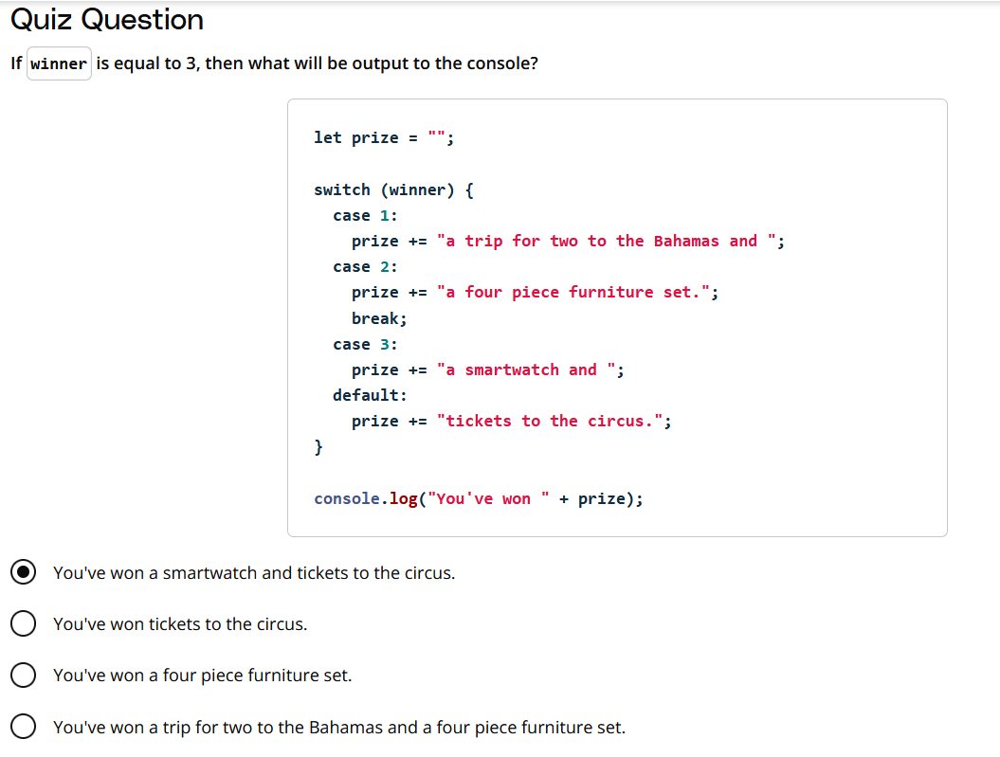 Quiz Question
If winner is equal to 3, then what will be output to the console?
let prize = "";
switch (winner) {
  case 1:
    prize += "a trip for two to the Bahamas and ";
  case 2:
    prize += "a four piece furniture set.";
    break;
  case 3:
    prize += "a smartwatch and ";
  default:
    prize += "tickets to the circus.";
}
console.log("You've won " + prize);
You've won a smartwatch and tickets to the circus.
You've won tickets to the circus.
You've won a four piece furniture set.
You've won a trip for two to the Bahamas and a four piece furniture set.